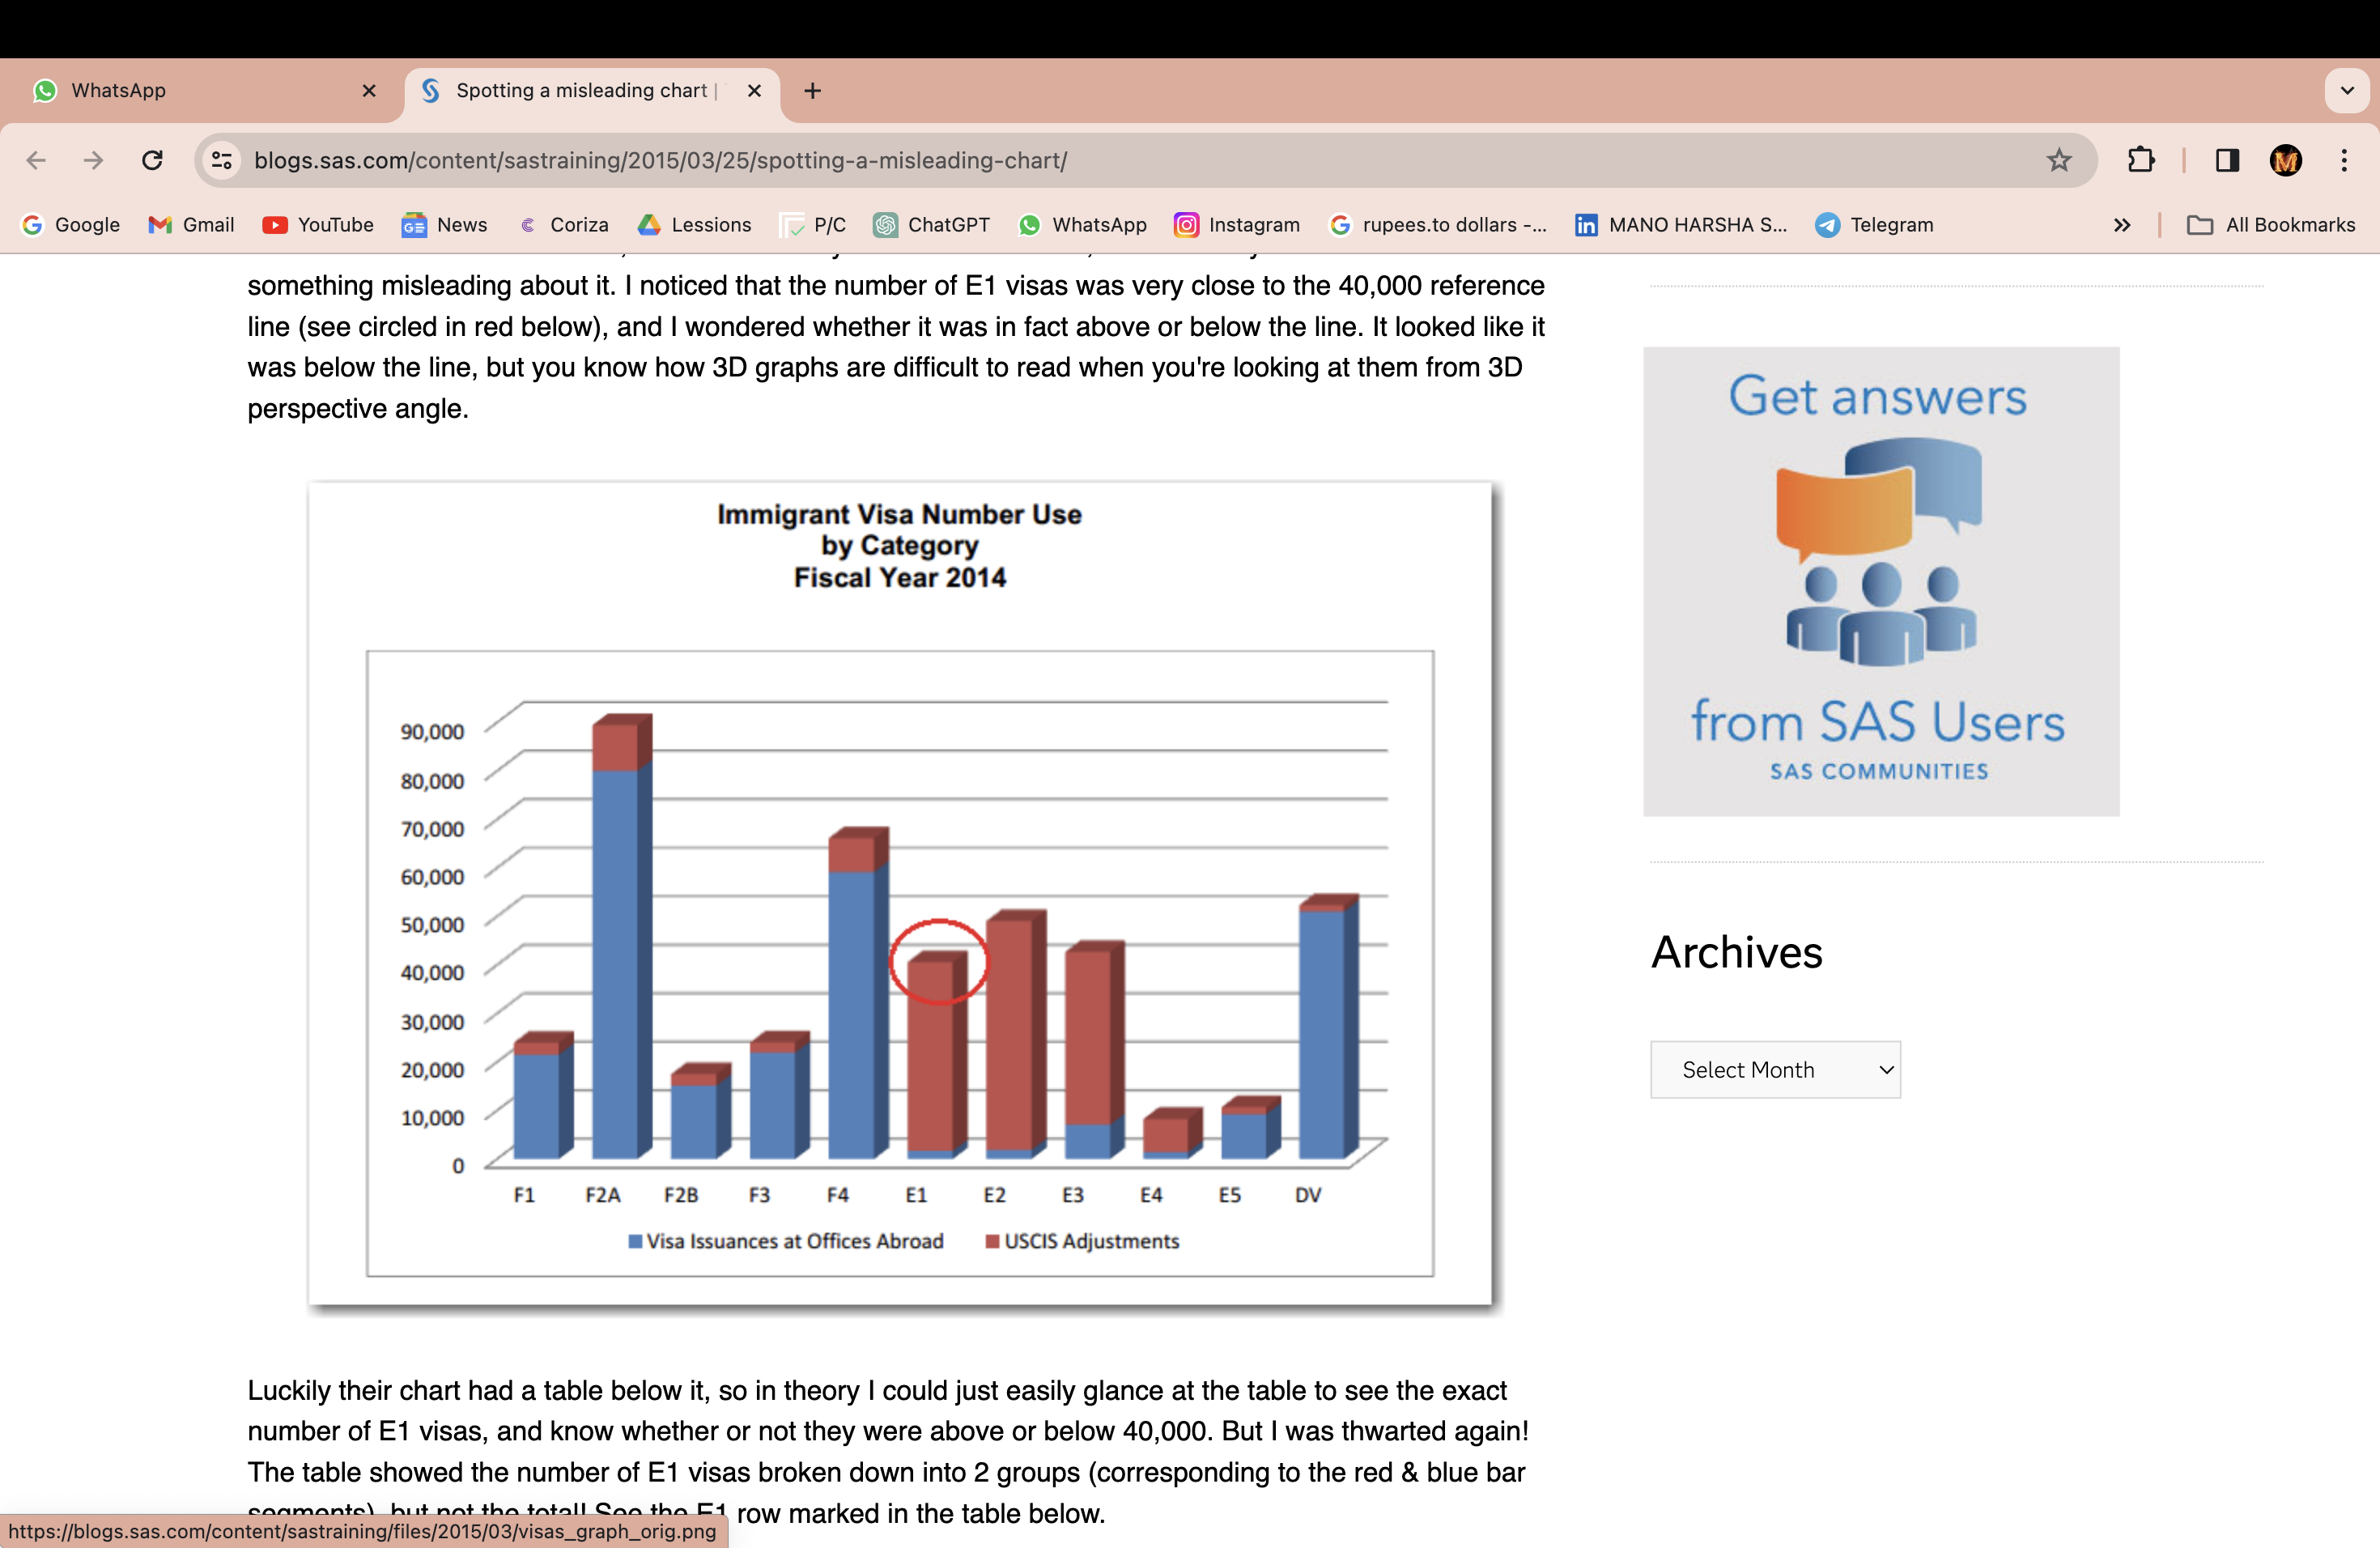 WhatsApp
Spotting a misleading chart |
blogs.sas.com/content/sastraining/2015/03/25/spotting-a-misleading-chart/
Google Gmail YouTube News Coriza Lessions P/C ChatGPT WhatsApp Instagram rupees.to dollars -... MANO HARSHA S... Telegram All Bookmarks
something misleading about it. I noticed that the number of E1 visas was very close to the 40,000 reference
line (see circled in red below), and I wondered whether it was in fact above or below the line. It looked like it
was below the line, but you know how 3D graphs are difficult to read when you're looking at them from 3D
perspective angle.
Immigrant Visa Number Use
by Category
Fiscal Year 2014
90,000
80,000
70,000
60,000
50,000
40,000
30,000
20,000
10,000
0
F1 F2A F2B F3 F4 E1 E2 E3 E4 E5 DV
Visa Issuances at Offices Abroad USCIS Adjustments
Luckily their chart had a table below it, so in theory I could just easily glance at the table to see the exact
number of E1 visas, and know whether or not they were above or below 40,000. But I was thwarted again!
The table showed the number of E1 visas broken down into 2 groups (corresponding to the red & blue bar
segments), but not the total! See the E1 row marked in the table below.
https://blogs.sas.com/content/sastraining/files/2015/03/visas_graph_orig.png
Get answers
from SAS Users
SAS COMMUNITIES
Archives
Select Month